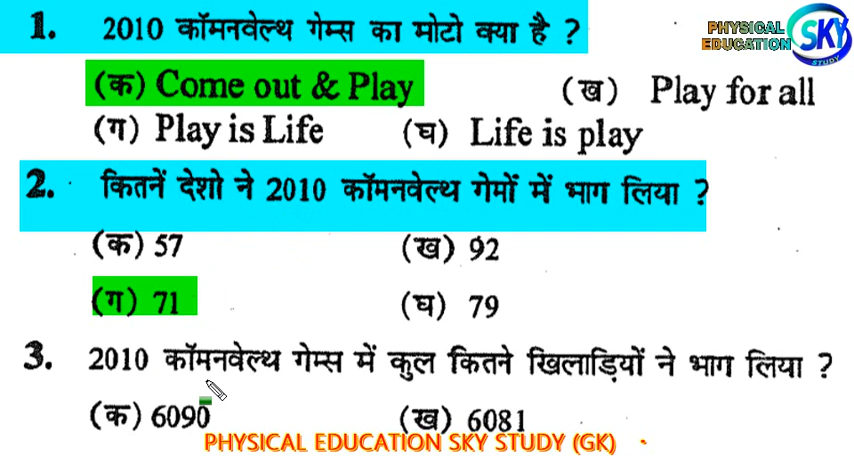 1. 2010 कॉमनवेल्थ गेम्स का मोटो क्या है ?
PHYSICAL
EDUCATION
SKY
STUDY
(क) Come out & Play (ख) Play for all
(ग) Play is Life (घ) Life is play
2. कितनें देशो ने 2010 कॉमनवेल्थ गेमों में भाग लिया ?
(क) 57 (ख) 92
(ग) 71 (घ) 79
3. 2010 कॉमनवेल्थ गेम्स में कुल कितने खिलाड़ियों ने भाग लिया ?
(क) 6090 (ख) 6081
PHYSICAL EDUCATION SKY STUDY (GK)